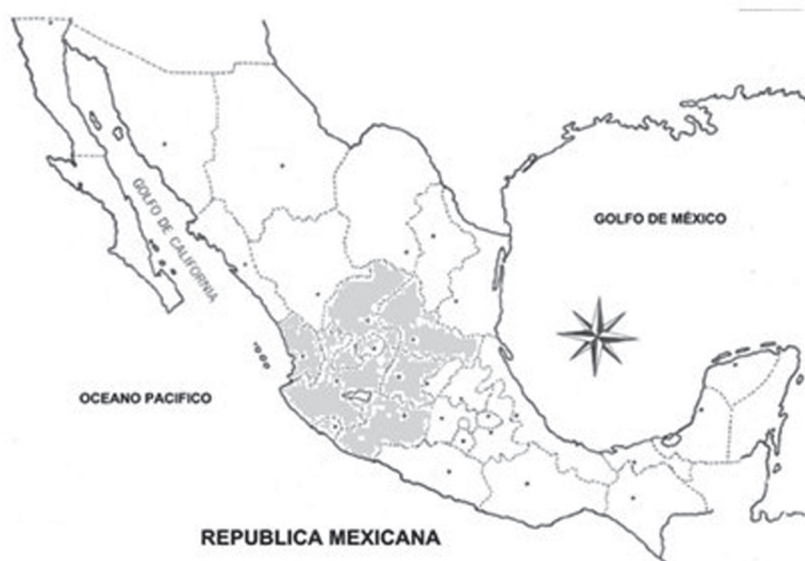 GOLFO DE CALIFORNIA
GOLFO DE MÉXICO
OCEANO PACIFICO
REPUBLICA MEXICANA